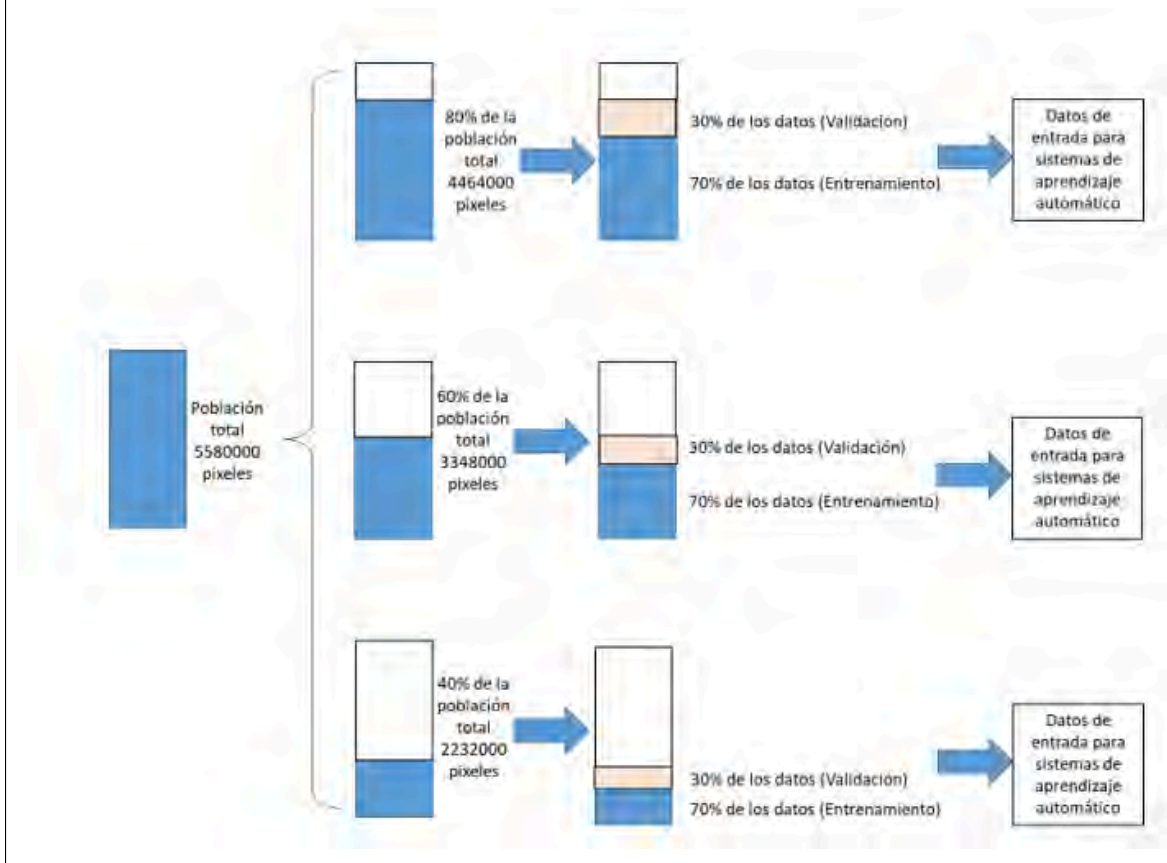 80% de la
población
total
4464000
pixeles
30% de los datos (Validación)
70% de los datos (Entrenamiento)
Datos de
entrada para
sistemas de
aprendizaje
automático
Población
total
5580000
pixeles
60% de la
población
total
3348000
pixeles
30% de los datos (Validación)
70% de los datos (Entrenamiento)
Datos de
entrada para
sistemas de
aprendizaje
automático
40% de la
población
total
2232000
pixeles
30% de los datos (Validación)
70% de los datos (Entrenamiento)
Datos de
entrada para
sistemas de
aprendizaje
automático